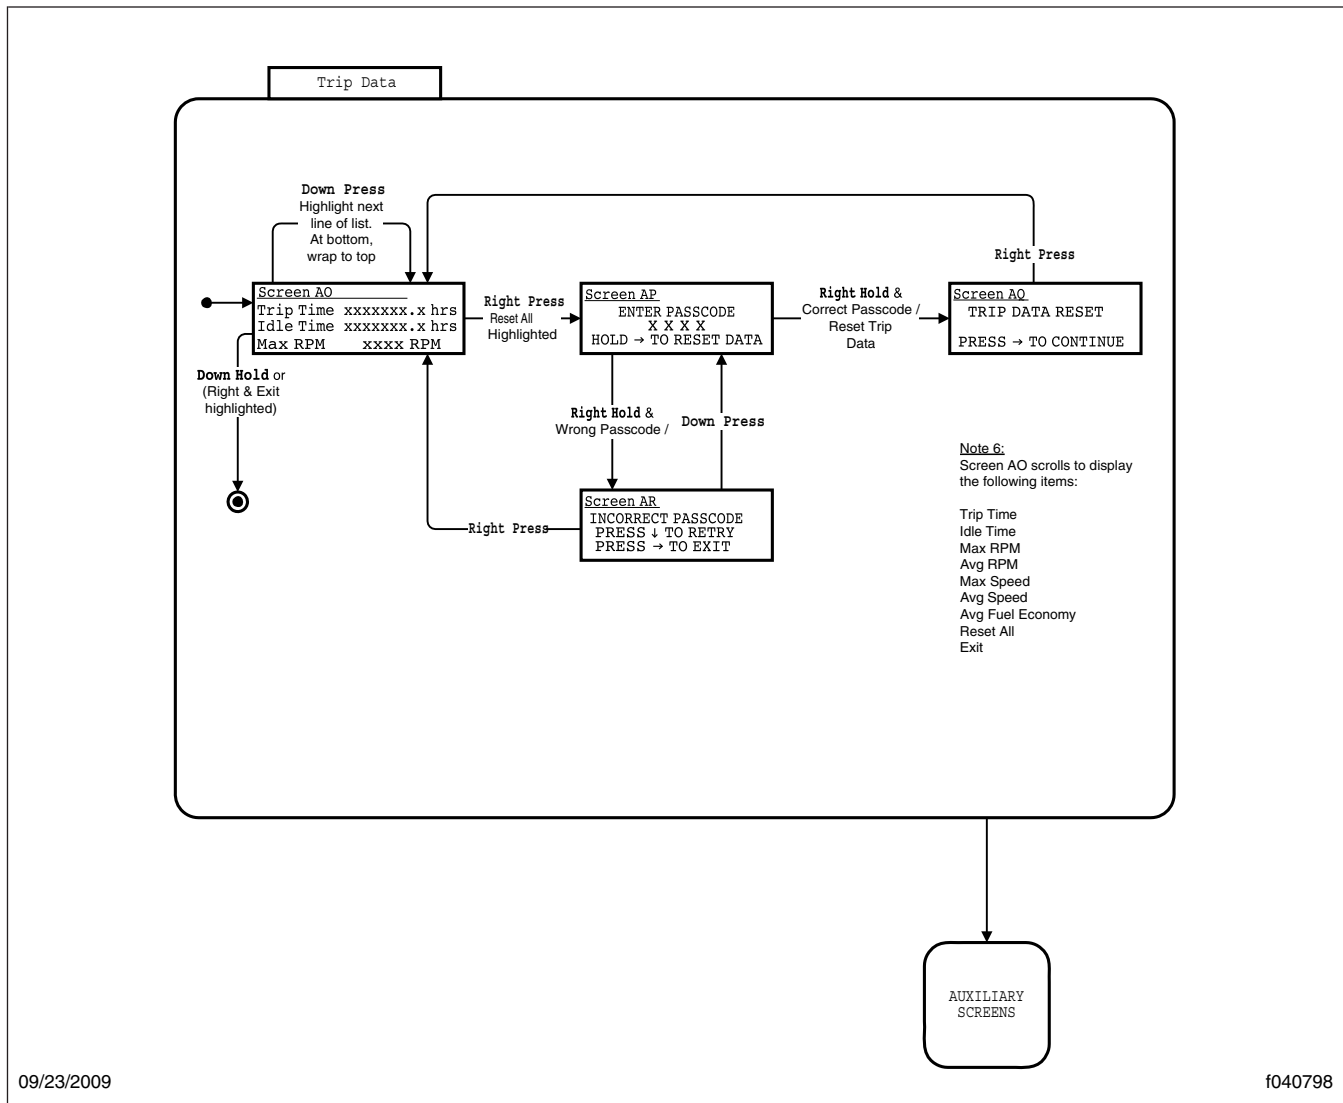 Trip Data
Down Press
Highlight next
line of list.
At bottom,
wrap to top
Right Press
Screen AO
Trip Time xxxxxxx.x hrs
Idle Time xxxxxxx.x hrs
Max RPM xxxx RPM
Right Press
Reset All
Highlighted
Screen AP
ENTER PASSCODE
X X X X
HOLD → TO RESET DATA
Right Hold &
Correct Passcode /
Reset Trip
Data
Screen AQ
TRIP DATA RESET
PRESS → TO CONTINUE
Down Hold or
(Right & Exit
highlighted)
Right Hold &
Wrong Passcode /
Down Press
Screen AR
INCORRECT PASSCODE
PRESS ↓ TO RETRY
PRESS → TO EXIT
Right Press
Note 6:
Screen AO scrolls to display
the following items:
Trip Time
Idle Time
Max RPM
Avg RPM
Max Speed
Avg Speed
Avg Fuel Economy
Reset All
Exit
AUXILIARY
SCREENS
09/23/2009
f040798